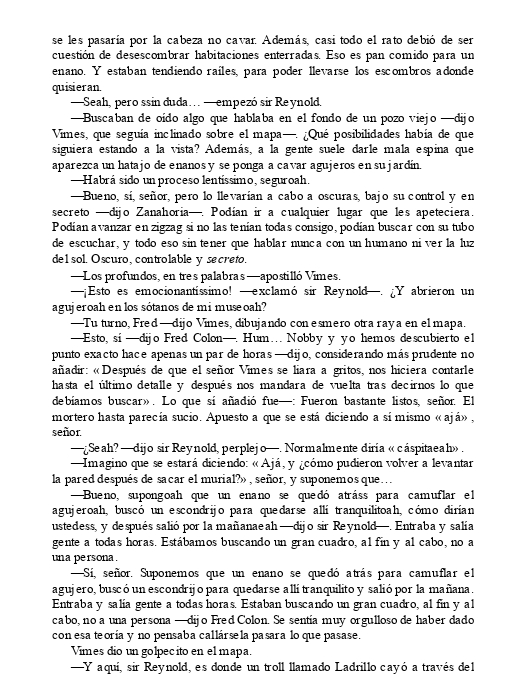 se les pasaría por la cabeza no cavar. Además, casi todo el rato debió de ser
cuestión de desescombrar habitaciones enterradas. Eso es pan comido para un
enano. Y estaban tendiendo raíles, para poder llevarse los escombros adonde
quisieran.
—Seah, pero ssin duda… —empezó sir Reynold.
—Buscaban de oído algo que hablaba en el fondo de un pozo viejo —dijo
Vimes, que seguía inclinado sobre el mapa—. ¿Qué posibilidades había de que
siguiera estando a la vista? Además, a la gente suele darle mala espina que
aparezca un hatajo de enanos y se ponga a cavar agujeros en su jardín.
—Habrá sido un proceso lentíssimo, seguroah.
—Bueno, sí, señor, pero lo llevarían a cabo a oscuras, bajo su control y en
secreto —dijo Zanahoria—. Podían ir a cualquier lugar que les apeteciera.
Podían avanzar en zigzag si no las tenían todas consigo, podían buscar con su tubo
de escuchar, y todo eso sin tener que hablar nunca con un humano ni ver la luz
del sol. Oscuro, controlable y secreto.
—Los profundos, en tres palabras —apostilló Vimes.
—¡Esto es emocionantíssimo! —exclamó sir Reynold—. ¿Y abrieron un
agujeroah en los sótanos de mi museoah?
—Tu turno, Fred —dijo Vimes, dibujando con esmero otra raya en el mapa.
—Esto, sí —dijo Fred Colon—. Hum… Nobby y yo hemos descubierto el
punto exacto hace apenas un par de horas —dijo, considerando más prudente no
añadir: «Después de que el señor Vimes se liara a gritos, nos hiciera contarle
hasta el último detalle y después nos mandara de vuelta tras decirnos lo que
debíamos buscar». Lo que sí añadió fue—: Fueron bastante listos, señor. El
mortero hasta parecía sucio. Apuesto a que se está diciendo a sí mismo «ajá»,
señor.
—¿Seah? —dijo sir Reynold, perplejo—. Normalmente diría «cáspitaeah».
—Imagino que se estará diciendo: «Ajá, y ¿cómo pudieron volver a levantar
la pared después de sacar el murial?», señor, y suponemos que…
—Bueno, supongoah que un enano se quedó atráss para camuflar el
agujeroah, buscó un escondrijo para quedarse allí tranquilitoah, cómo dirían
ustedess, y después salió por la mañanaeah —dijo sir Reynold—. Entraba y salía
gente a todas horas. Estábamos buscando un gran cuadro, al fin y al cabo, no a
una persona.
—Sí, señor. Suponemos que un enano se quedó atrás para camuflar el
agujero, buscó un escondrijo para quedarse allí tranquilito y salió por la mañana.
Entraba y salía gente a todas horas. Estaban buscando un gran cuadro, al fin y al
cabo, no a una persona —dijo Fred Colon. Se sentía muy orgulloso de haber dado
con esa teoría y no pensaba callársela pasara lo que pasase.
Vimes dio un golpecito en el mapa.
—Y aquí, sir Reynold, es donde un troll llamado Ladrillo cayó a través del